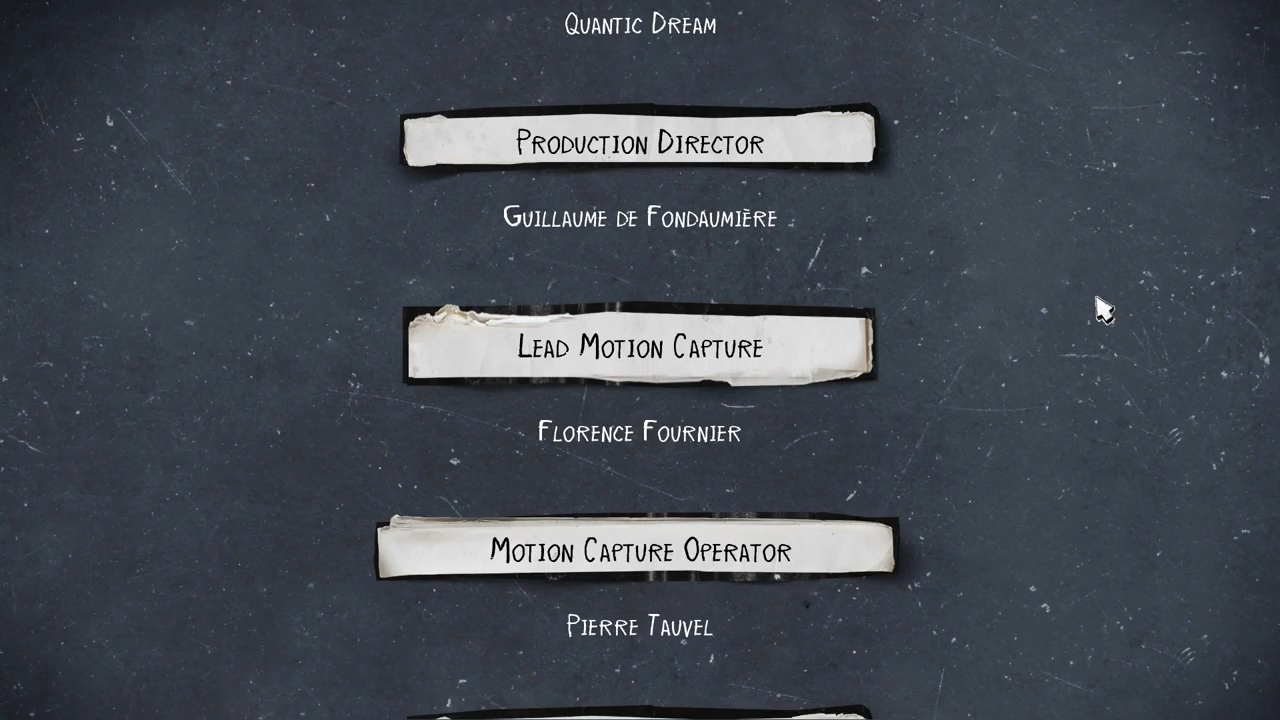 Quantic Dream
Production Director
Guillaume de Fondaumière
Lead Motion Capture
Florence Fournier
Motion Capture Operator
Pierre Tauvel